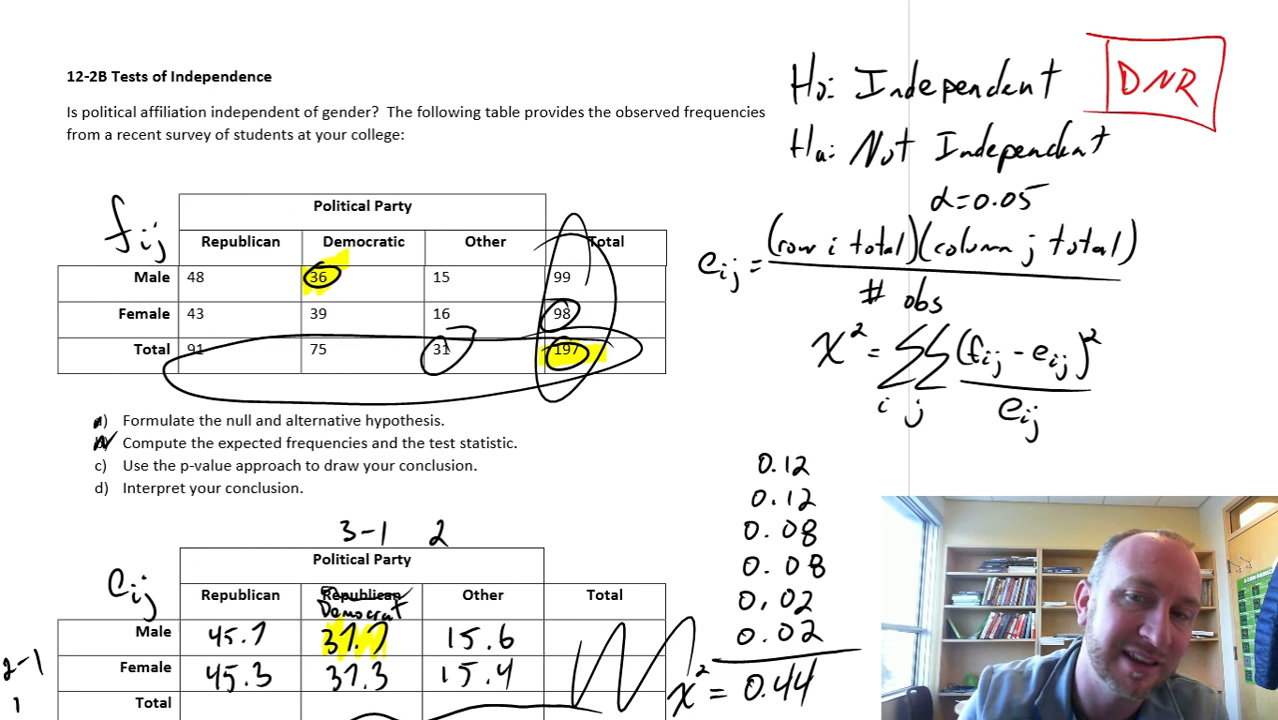 12-2B Tests of Independence
Is political affiliation independent of gender? The following table provides the observed frequencies
from a recent survey of students at your college:
fij
Political Party
Republican Democratic Other Total
Male 48 36 15 99
Female 43 39 16 98
Total 91 75 31 197
a) Formulate the null and alternative hypothesis.
b) Compute the expected frequencies and the test statistic.
c) Use the p-value approach to draw your conclusion.
d) Interpret your conclusion.
3-1 2
eij
Political Party
Republican Republican Other Total
Democrat
Male 45.7 37.7 15.6
Female 45.3 37.3 15.4
Total
2-1
1
Ho: Independent
DNR
Ha: Not Independent
α=0.05
eij = (row i total)(column j total)
# obs
χ² = ΣΣ (fij - eij)²
i j eij
0.12
0.12
0.08
0.08
0.02
0.02
χ² = 0.44